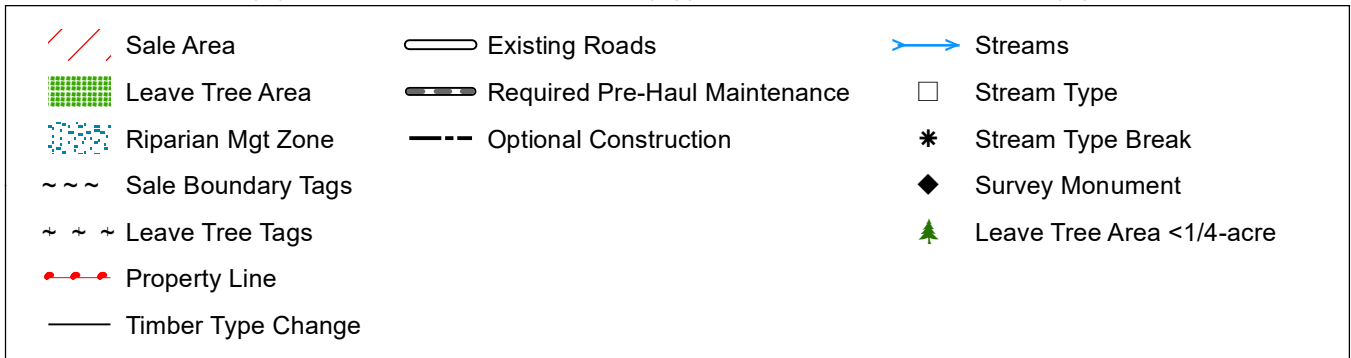 Sale Area
Leave Tree Area
Riparian Mgt Zone
Sale Boundary Tags
Leave Tree Tags
Property Line
Timber Type Change
Existing Roads
Required Pre-Haul Maintenance
Optional Construction
Streams
Stream Type
Stream Type Break
Survey Monument
Leave Tree Area <1/4-acre